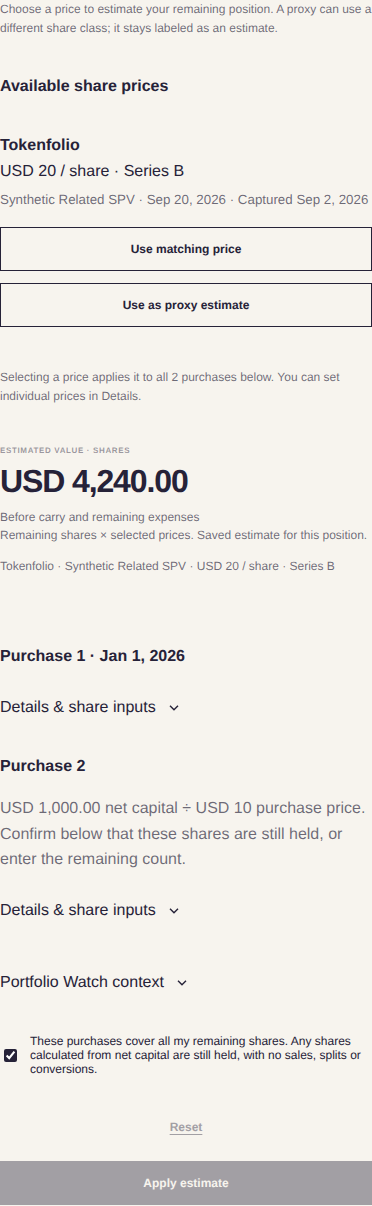 Choose a price to estimate your remaining position. A proxy can use a
different share class; it stays labeled as an estimate.
Available share prices
Tokenfolio
USD 20 / share · Series B
Synthetic Related SPV · Sep 20, 2026 · Captured Sep 2, 2026
Use matching price
Use as proxy estimate
Selecting a price applies it to all 2 purchases below. You can set
individual prices in Details.
ESTIMATED VALUE · SHARES
USD 4,240.00
Before carry and remaining expenses
Remaining shares × selected prices. Saved estimate for this position.
Tokenfolio · Synthetic Related SPV · USD 20 / share · Series B
Purchase 1 · Jan 1, 2026
Details & share inputs
Purchase 2
USD 1,000.00 net capital ÷ USD 10 purchase price.
Confirm below that these shares are still held, or
enter the remaining count.
Details & share inputs
Portfolio Watch context
These purchases cover all my remaining shares. Any shares
calculated from net capital are still held, with no sales, splits or
conversions.
Reset
Apply estimate